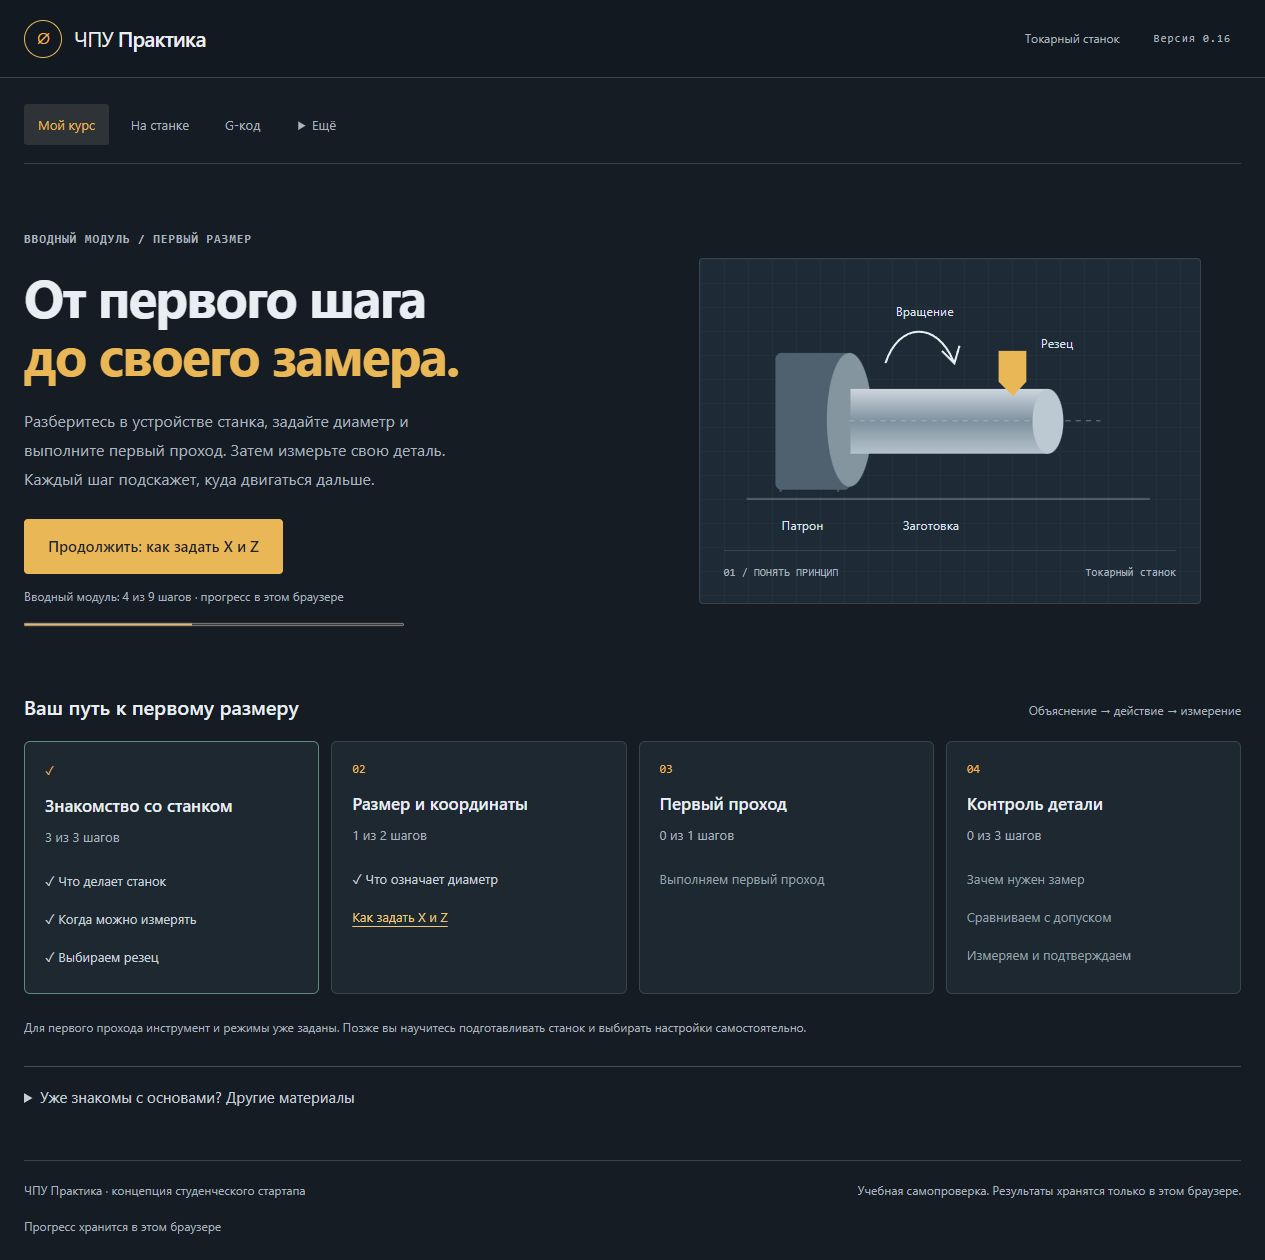 Ø ЧПУ Практика
Токарный станок
Версия 0.16
Мой курс
На станке
G-код
▶ Ещё
ВВОДНЫЙ МОДУЛЬ / ПЕРВЫЙ РАЗМЕР
От первого шага
до своего замера.
Разберитесь в устройстве станка, задайте диаметр и
выполните первый проход. Затем измерьте свою деталь.
Каждый шаг подскажет, куда двигаться дальше.
Продолжить: как задать X и Z
Вводный модуль: 4 из 9 шагов · прогресс в этом браузере
Вращение
Резец
Патрон
Заготовка
01 / ПОНЯТЬ ПРИНЦИП
Токарный станок
Ваш путь к первому размеру
Объяснение → действие → измерение
✓
Знакомство со станком
3 из 3 шагов
✓ Что делает станок
✓ Когда можно измерять
✓ Выбираем резец
02
Размер и координаты
1 из 2 шагов
✓ Что означает диаметр
Как задать X и Z
03
Первый проход
0 из 1 шагов
Выполняем первый проход
04
Контроль детали
0 из 3 шагов
Зачем нужен замер
Сравниваем с допуском
Измеряем и подтверждаем
Для первого прохода инструмент и режимы уже заданы. Позже вы научитесь подготавливать станок и выбирать настройки самостоятельно.
▶ Уже знакомы с основами? Другие материалы
ЧПУ Практика · концепция студенческого стартапа
Учебная самопроверка. Результаты хранятся только в этом браузере.
Прогресс хранится в этом браузере